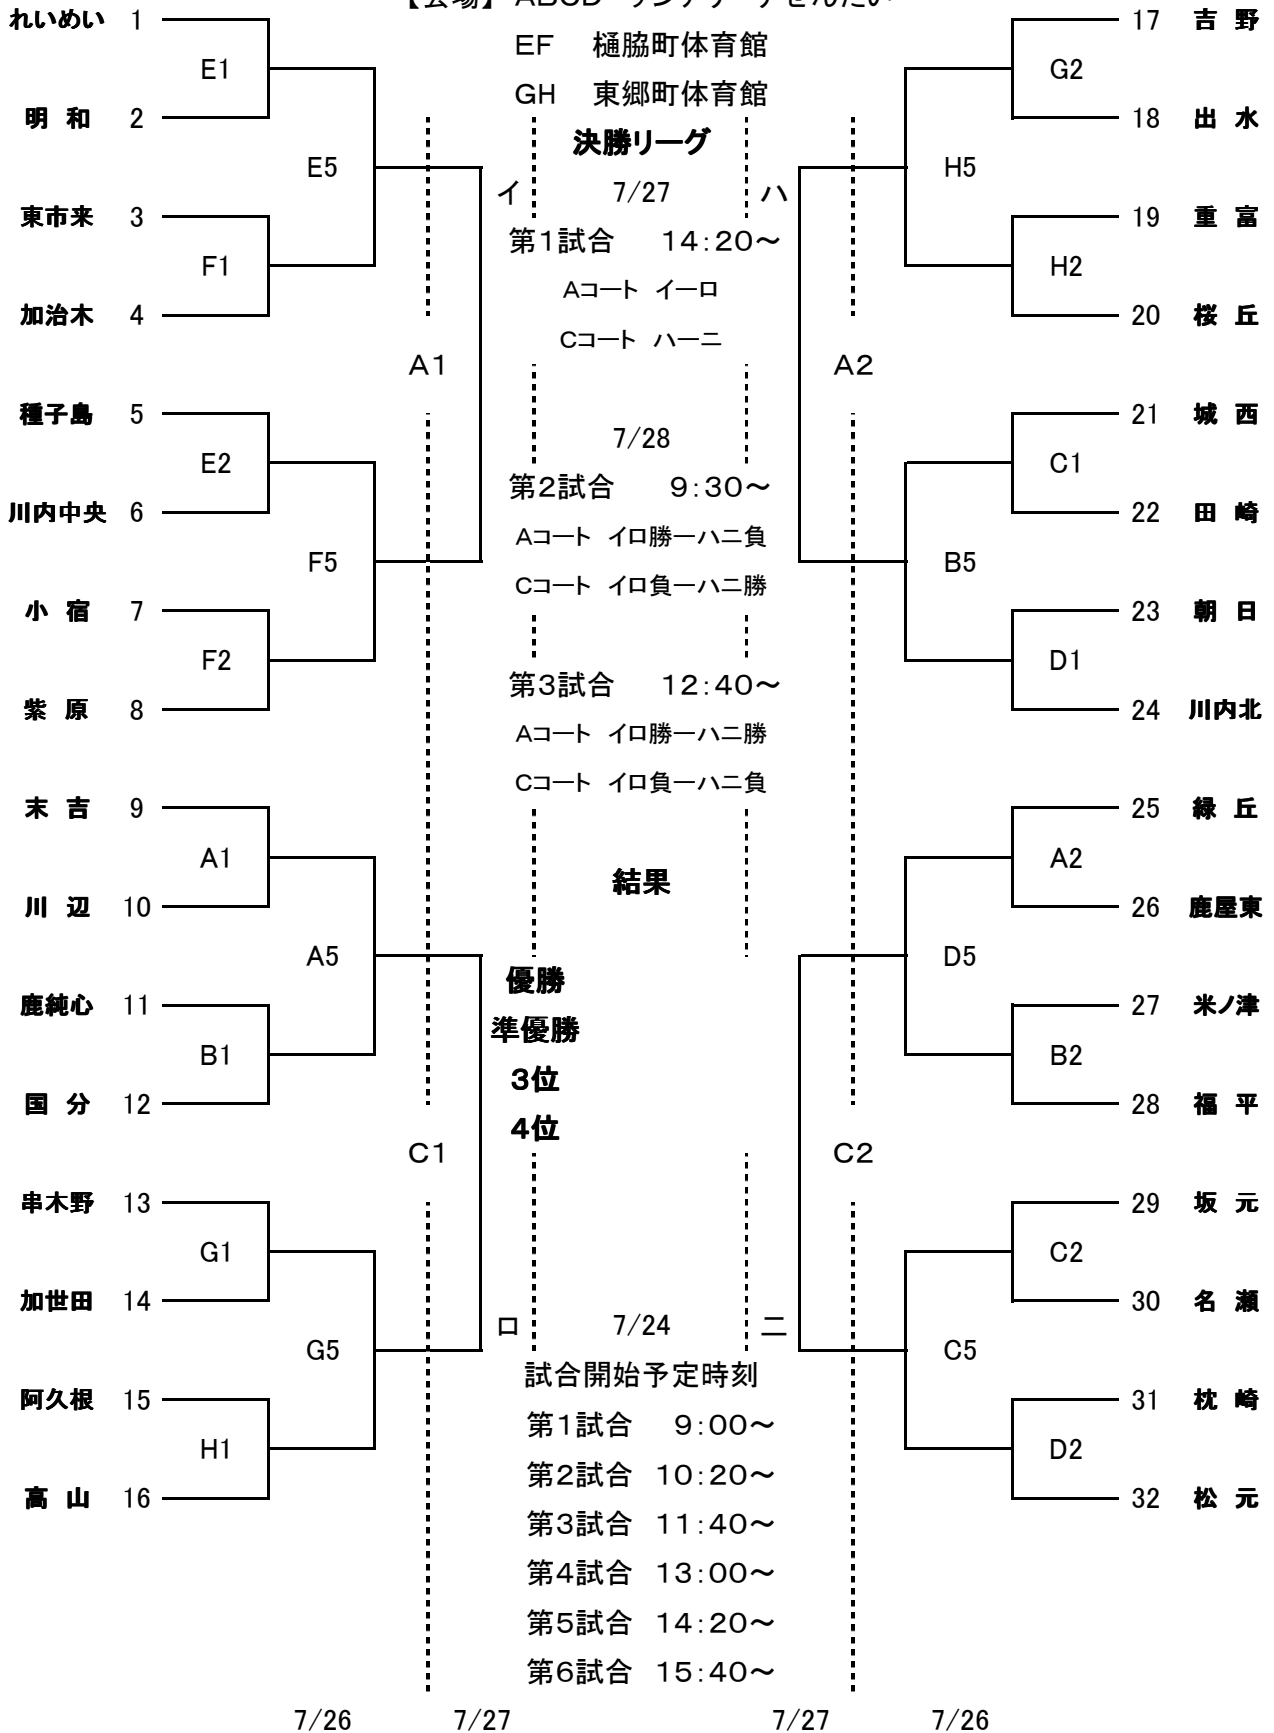 EF 樋脇町体育館
GH 東郷町体育館
れいめい 1
E1
明 和 2
E5
東市来 3
F1
加治木 4
A1
種子島 5
E2
川内中央 6
F5
小 宿 7
F2
紫 原 8
末 吉 9
A1
川 辺 10
A5
鹿純心 11
B1
国 分 12
C1
串木野 13
G1
加世田 14
G5
阿久根 15
H1
高 山 16
7/26 7/27
決勝リーグ
イ 7/27 ハ
第1試合 14:20～
Aコート イーロ
Cコート ハーニ
7/28
第2試合 9:30～
Aコート イロ勝ーハニ負
Cコート イロ負ーハニ勝
第3試合 12:40～
Aコート イロ勝ーハニ勝
Cコート イロ負ーハニ負
結果
優勝
準優勝
3位
4位
ロ 7/24 ニ
試合開始予定時刻
第1試合 9:00～
第2試合 10:20～
第3試合 11:40～
第4試合 13:00～
第5試合 14:20～
第6試合 15:40～
17 吉 野
G2
18 出 水
H5
19 重 富
H2
20 桜 丘
A2
21 城 西
C1
22 田 崎
B5
23 朝 日
D1
24 川内北
25 緑 丘
A2
26 鹿屋東
D5
27 米ノ津
B2
28 福 平
C2
29 坂 元
C2
30 名 瀬
C5
31 枕 崎
D2
32 松 元
7/27 7/26